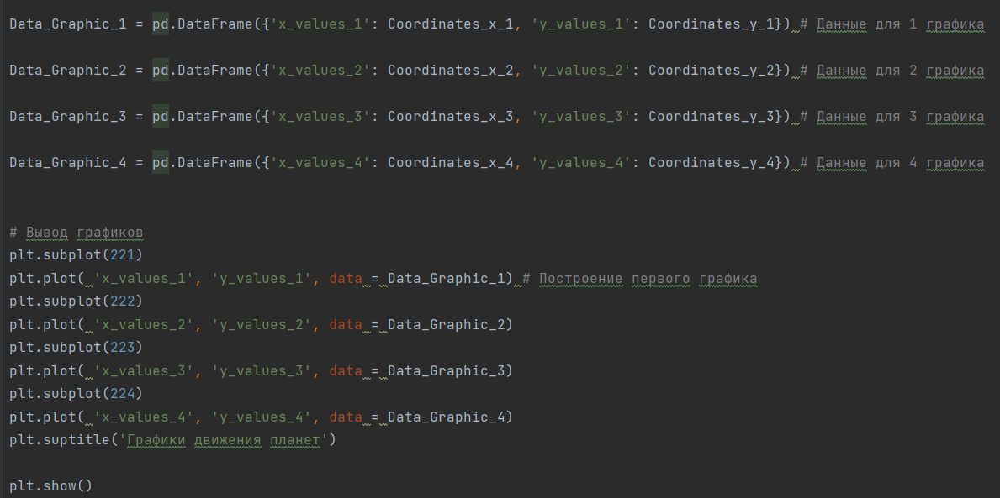 Data_Graphic_1 = pd.DataFrame({'x_values_1': Coordinates_x_1, 'y_values_1': Coordinates_y_1}) # Данные для 1 графика
Data_Graphic_2 = pd.DataFrame({'x_values_2': Coordinates_x_2, 'y_values_2': Coordinates_y_2}) # Данные для 2 графика
Data_Graphic_3 = pd.DataFrame({'x_values_3': Coordinates_x_3, 'y_values_3': Coordinates_y_3}) # Данные для 3 графика
Data_Graphic_4 = pd.DataFrame({'x_values_4': Coordinates_x_4, 'y_values_4': Coordinates_y_4}) # Данные для 4 графика
# Вывод графиков
plt.subplot(221)
plt.plot( 'x_values_1', 'y_values_1', data = Data_Graphic_1) # Построение первого графика
plt.subplot(222)
plt.plot( 'x_values_2', 'y_values_2', data = Data_Graphic_2)
plt.subplot(223)
plt.plot( 'x_values_3', 'y_values_3', data = Data_Graphic_3)
plt.subplot(224)
plt.plot( 'x_values_4', 'y_values_4', data = Data_Graphic_4)
plt.suptitle('Графики движения планет')
plt.show()